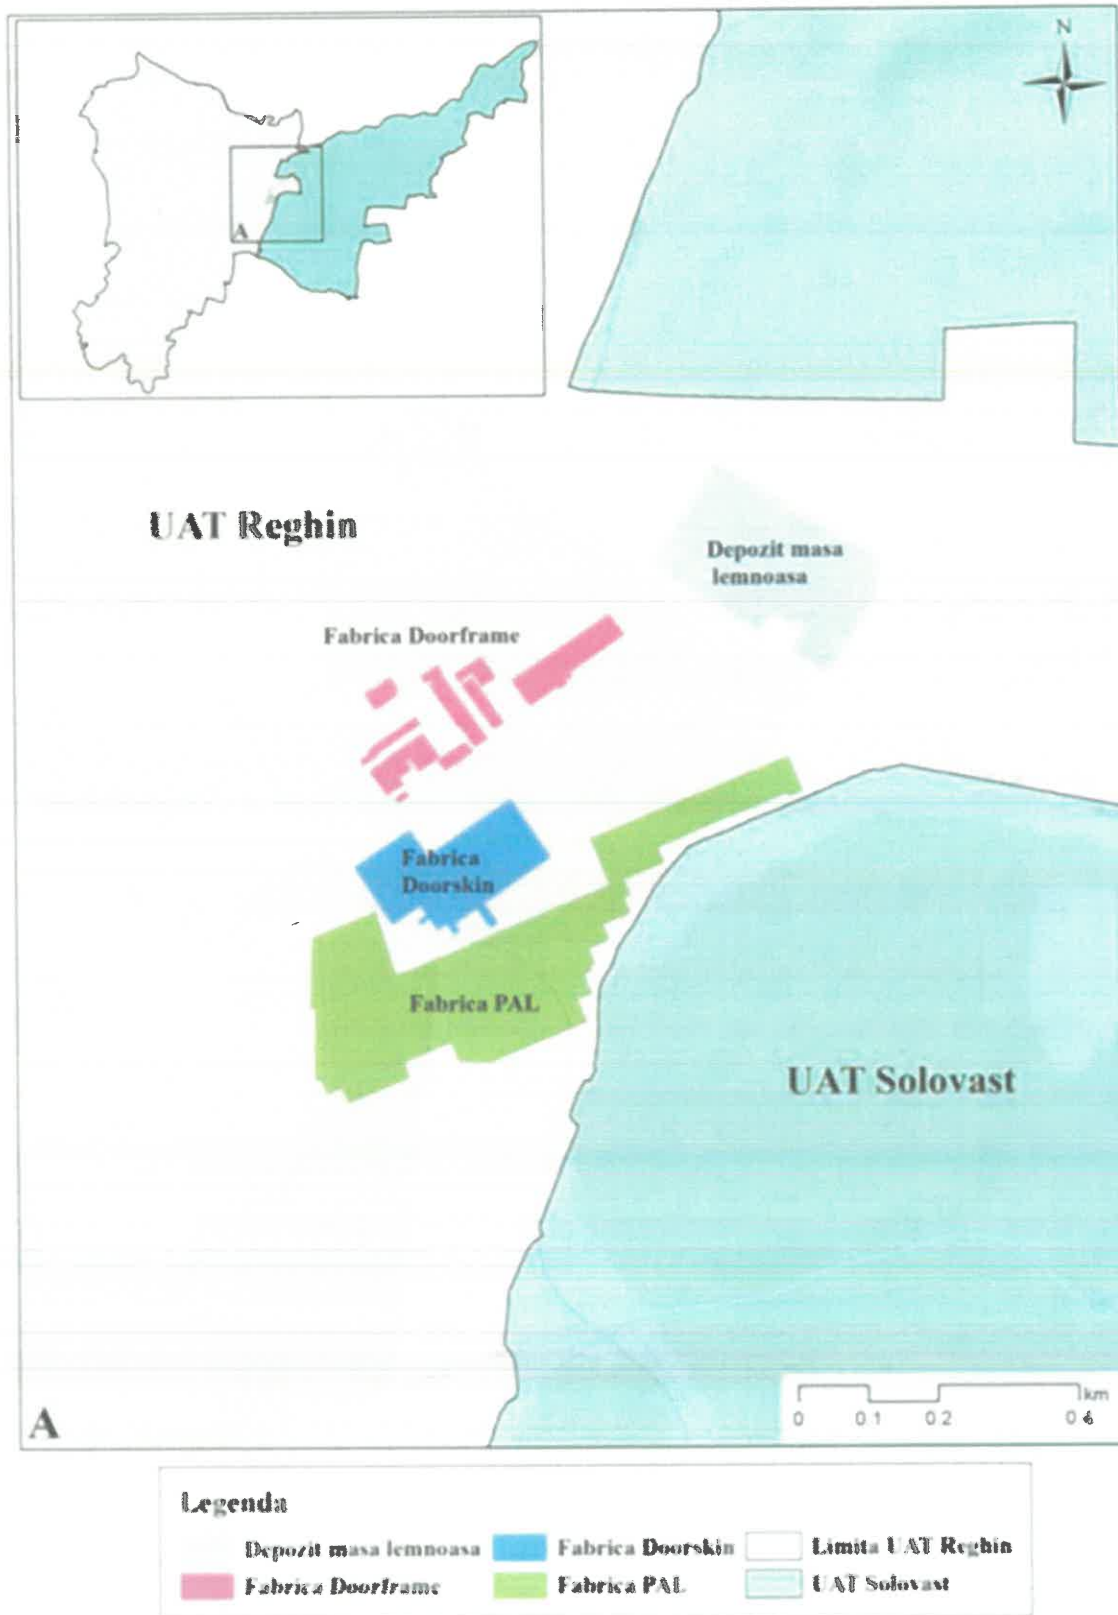 N
A
UAT Reghin
Depozit masa
lemnoasa
Fabrica Doorframe
Fabrica
Doorskin
Fabrica PAL
UAT Solovast
A
km
0 0.1 0.2
Legenda
Depozit masa lemnoasa
Fabrica Doorskin
Limita UAT Reghin
Fabrica Doorframe
Fabrica PAL
UAT Solovast